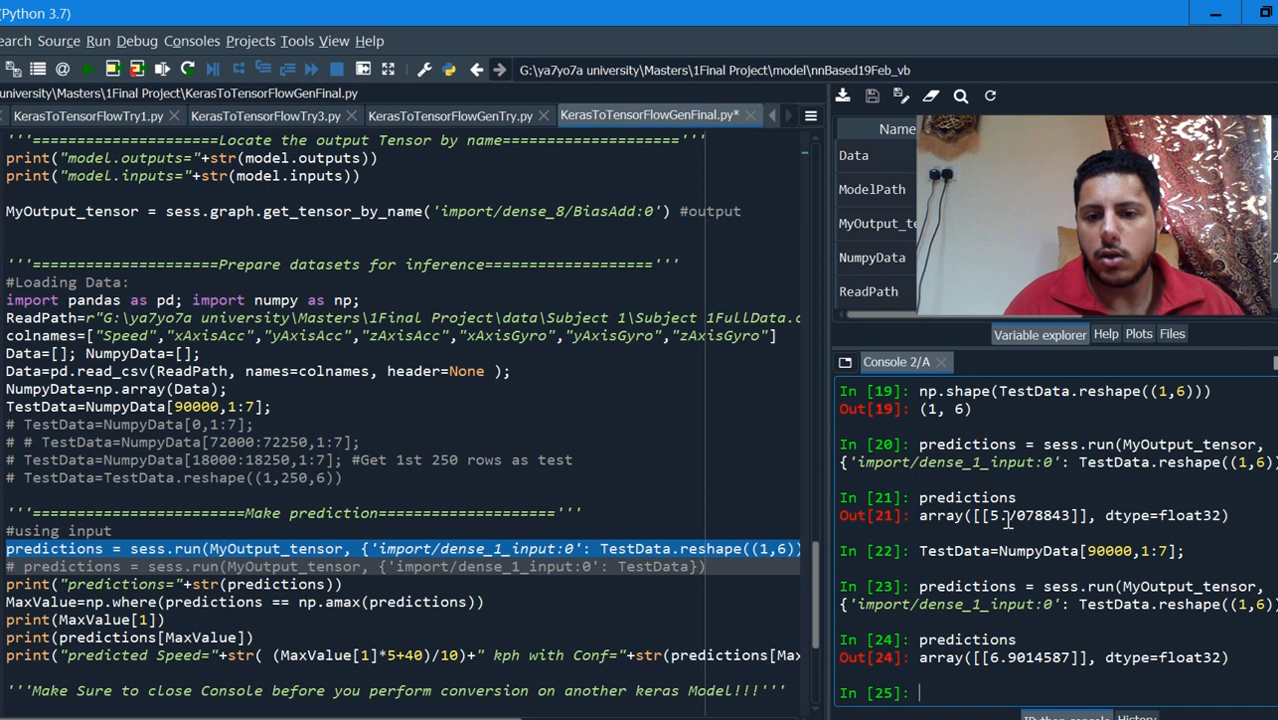 (Python 3.7)
earch Source Run Debug Consoles Projects Tools View Help
G:\ya7yo7a university\Masters\1Final Project\model\nnBased19Feb_vb
university\Masters\1Final Project\KerasToTensorFlowGenFinal.py
KerasToTensorFlowTry1.py KerasToTensorFlowTry3.py KerasToTensorFlowGenTry.py KerasToTensorFlowGenFinal.py*
'''=====================Locate the output Tensor by name===================='''
print("model.outputs="+str(model.outputs))
print("model.inputs="+str(model.inputs))
MyOutput_tensor = sess.graph.get_tensor_by_name('import/dense_8/BiasAdd:0') #output
'''=====================Prepare datasets for inference==================='''
#Loading Data:
import pandas as pd; import numpy as np;
ReadPath=r"G:\ya7yo7a university\Masters\1Final Project\data\Subject 1\Subject 1FullData.c
colnames=["Speed","xAxisAcc","yAxisAcc","zAxisAcc","xAxisGyro","yAxisGyro","zAxisGyro"]
Data=[]; NumpyData=[];
Data=pd.read_csv(ReadPath, names=colnames, header=None );
NumpyData=np.array(Data);
TestData=NumpyData[90000,1:7];
# TestData=NumpyData[0,1:7];
# # TestData=NumpyData[72000:72250,1:7];
# TestData=NumpyData[18000:18250,1:7]; #Get 1st 250 rows as test
# TestData=TestData.reshape((1,250,6))
'''========================Make prediction======================'''
#using input
predictions = sess.run(MyOutput_tensor, {'import/dense_1_input:0': TestData.reshape((1,6))
# predictions = sess.run(MyOutput_tensor, {'import/dense_1_input:0': TestData})
print("predictions="+str(predictions))
MaxValue=np.where(predictions == np.amax(predictions))
print(MaxValue[1])
print(predictions[MaxValue])
print("predicted Speed="+str( (MaxValue[1]*5+40)/10)+" kph with Conf="+str(predictions[Max
'''Make Sure to close Console before you perform conversion on another keras Model!!!'''
Name
Data
ModelPath
MyOutput_te
NumpyData
ReadPath
Variable explorer Help Plots Files
Console 2/A
In [19]: np.shape(TestData.reshape((1,6)))
Out[19]: (1, 6)
In [20]: predictions = sess.run(MyOutput_tensor,
{'import/dense_1_input:0': TestData.reshape((1,6))
In [21]: predictions
Out[21]: dtype=float32)
In [22]: TestData=NumpyData[90000,1:7];
In [23]: predictions = sess.run(MyOutput_tensor,
{'import/dense_1_input:0': TestData.reshape((1,6))
In [24]: predictions
Out[24]: array([[6.9014587]], dtype=float32)
In [25]:
IPython console History